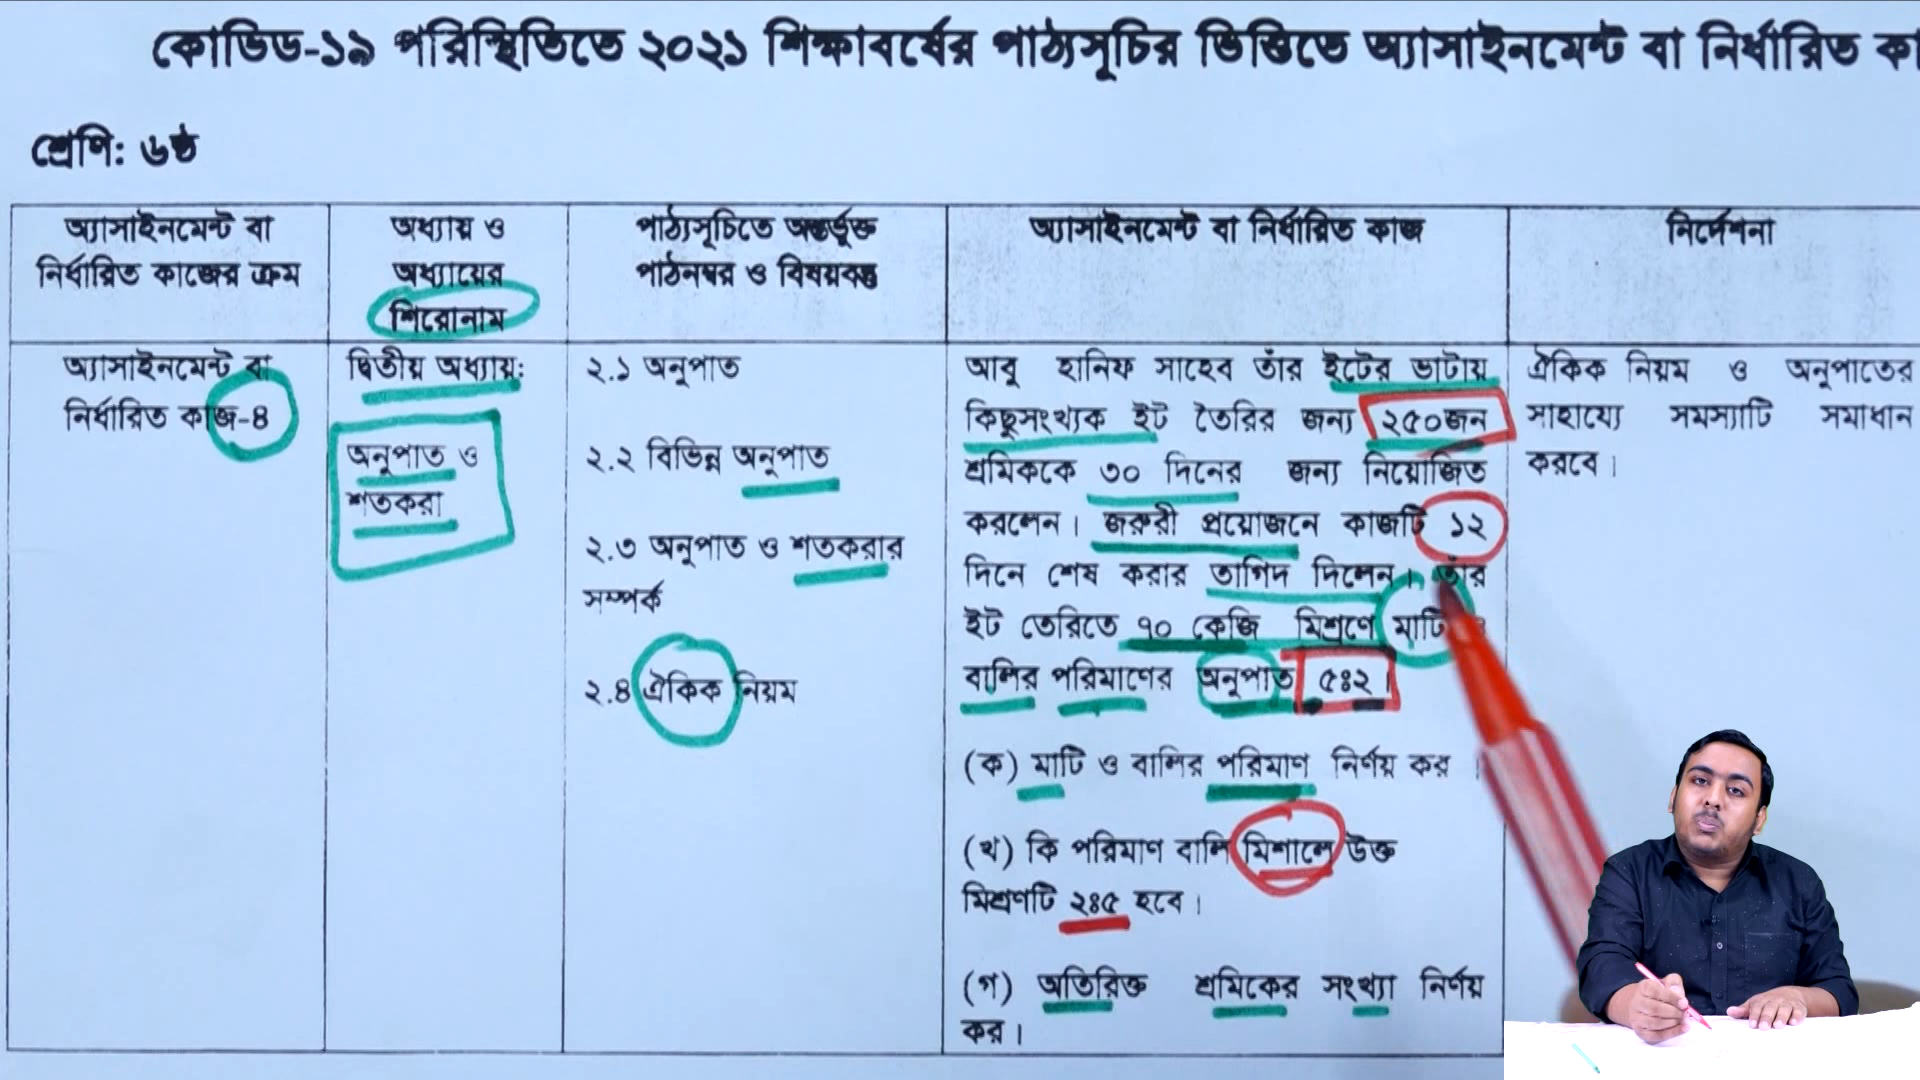 কোভিড-১৯ পরিস্থিতিতে ২০২১ শিক্ষাবর্ষের পাঠ্যসূচির ভিত্তিতে অ্যাসাইনমেন্ট বা নির্ধারিত
শ্রেণি: ৬ষ্ঠ
অ্যাসাইনমেন্ট বা
নির্ধারিত কাজের ক্রম
অধ্যায় ও
অধ্যায়ের
শিরোনাম
পাঠ্যসূচিতে অন্তর্ভুক্ত
পাঠনম্বর ও বিষয়বস্তু
অ্যাসাইনমেন্ট বা নির্ধারিত কাজ
নির্দেশনা
অ্যাসাইনমেন্ট বা
নির্ধারিত কাজ-৪
দ্বিতীয় অধ্যায়:
অনুপাত ও
শতকরা
২.১ অনুপাত
২.২ বিভিন্ন অনুপাত
২.৩ অনুপাত ও শতকরার
সম্পর্ক
২.৪ ঐকিক নিয়ম
আবু হানিফ সাহেব তাঁর ইটের ভাটায়
কিছুসংখ্যক ইট তৈরির জন্য ২৫০জন
শ্রমিককে ৩০ দিনের জন্য নিয়োজিত
করলেন। জরুরী প্রয়োজনে কাজটি ১২
দিনে শেষ করার তাগিদ দিলেন। তাঁর
ইট তেরিতে ৭০ কেজি মিশ্রণে মাটি
বালির পরিমাণের অনুপাত ৫ঃ২।
(ক) মাটি ও বালির পরিমাণ নির্ণয় কর ।
(খ) কি পরিমাণ বালি মিশালে উক্ত
মিশ্রণটি ২ঃ৫ হবে।
(গ) অতিরিক্ত শ্রমিকের সংখ্যা নির্ণয়
কর।
ঐকিক নিয়ম ও অনুপাতের
সাহায্যে সমস্যাটি সমাধান
করবে।